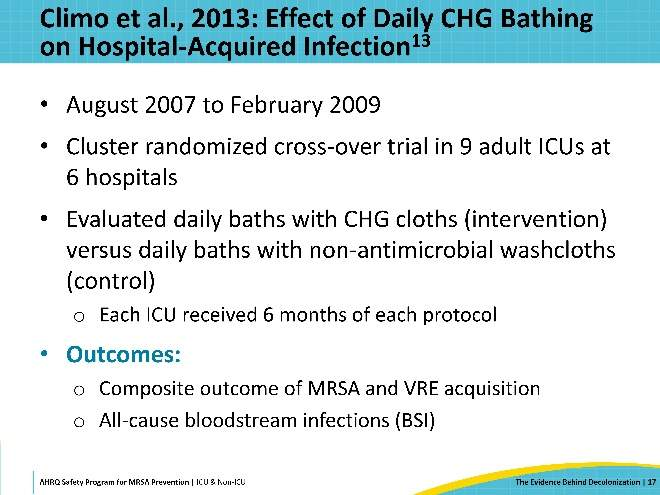 Climo et al., 2013: Effect of Daily CHG Bathing
on Hospital-Acquired Infection13
• August 2007 to February 2009
• Cluster randomized cross-over trial in 9 adult ICUs at
6 hospitals
• Evaluated daily baths with CHG cloths (intervention)
versus daily baths with non-antimicrobial washcloths
(control)
o Each ICU received 6 months of each protocol
• Outcomes:
o Composite outcome of MRSA and VRE acquisition
o All-cause bloodstream infections (BSI)
AHRQ Safety Program for MRSA Prevention | ICU & Non-ICU
The Evidence Behind Decolonization | 17